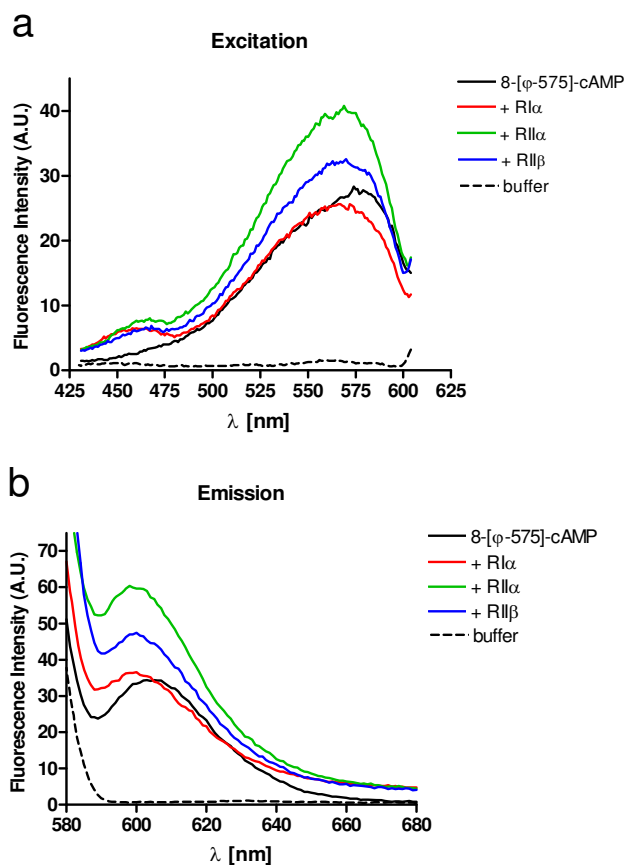 a
Excitation
Fluorescence Intensity (A.U.)
40
30
20
10
0
425 450 475 500 525 550 575 600 625
λ [nm]
8-[φ-575]-cAMP
+ RIα
+ RIIα
+ RIIβ
buffer
b
Emission
Fluorescence Intensity (A.U.)
70
60
50
40
30
20
10
0
580 600 620 640 660 680
λ [nm]
8-[φ-575]-cAMP
+ RIα
+ RIIα
+ RIIβ
buffer